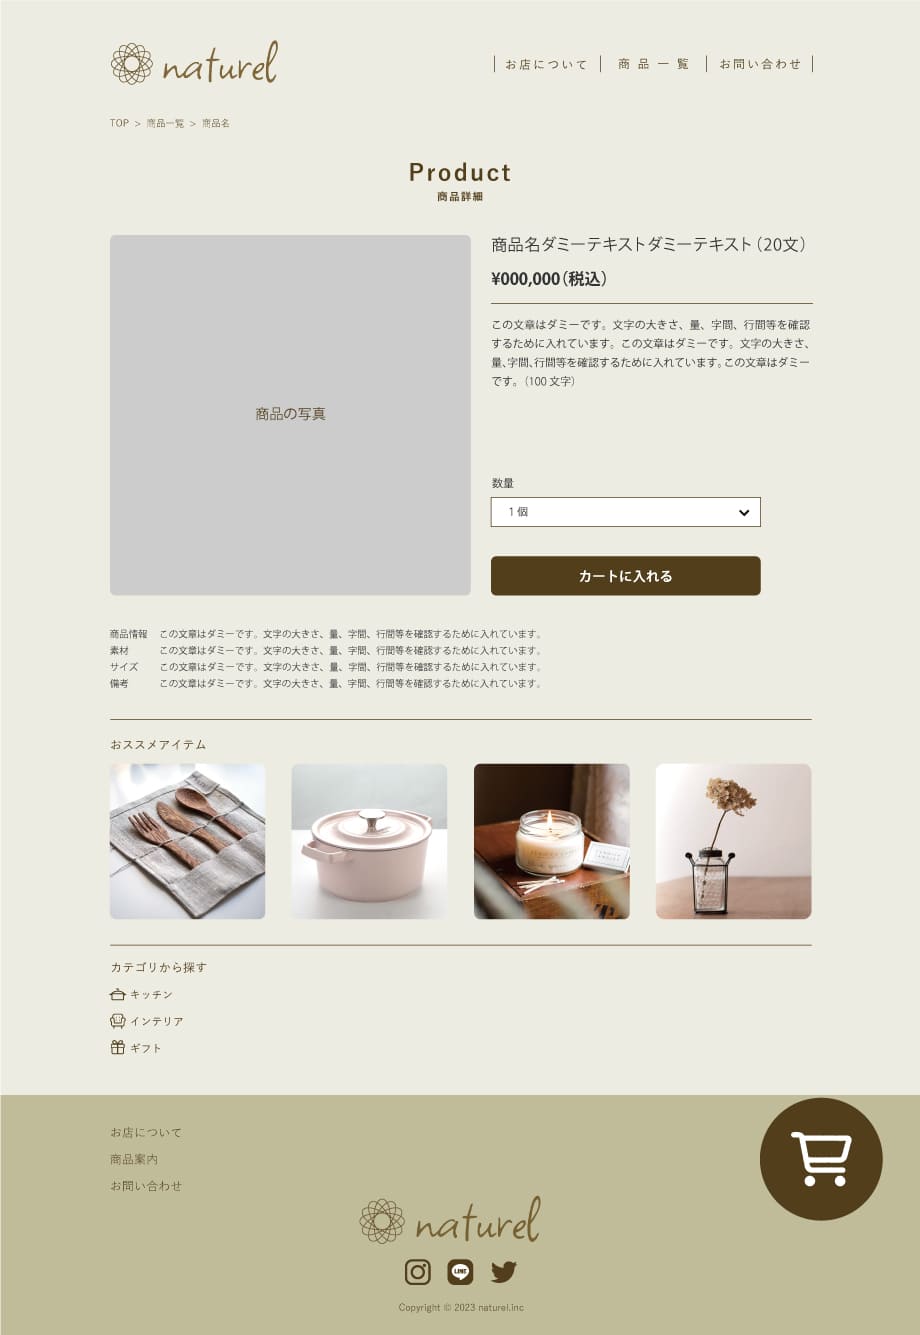 naturel
お店について
商品一覧
お問い合わせ
TOP > 商品一覧 > 商品名
Product
商品詳細
商品の写真
商品名ダミーテキストダミーテキスト（20文）
¥000,000（税込）
この文章はダミーです。文字の大きさ、量、字間、行間等を確認
するために入れています。この文章はダミーです。文字の大きさ、
量、字間、行間等を確認するために入れています。この文章はダミー
です。（100 文字）
数量
1 個
カートに入れる
商品情報 この文章はダミーです。文字の大きさ、量、字間、行間等を確認するために入れています。
素材 この文章はダミーです。文字の大きさ、量、字間、行間等を確認するために入れています。
サイズ この文章はダミーです。文字の大きさ、量、字間、行間等を確認するために入れています。
備考 この文章はダミーです。文字の大きさ、量、字間、行間等を確認するために入れています。
おススメアイテム
カテゴリから探す
キッチン
インテリア
ギフト
お店について
商品案内
お問い合わせ
naturel
LINE
Copyright © 2023 naturel.inc